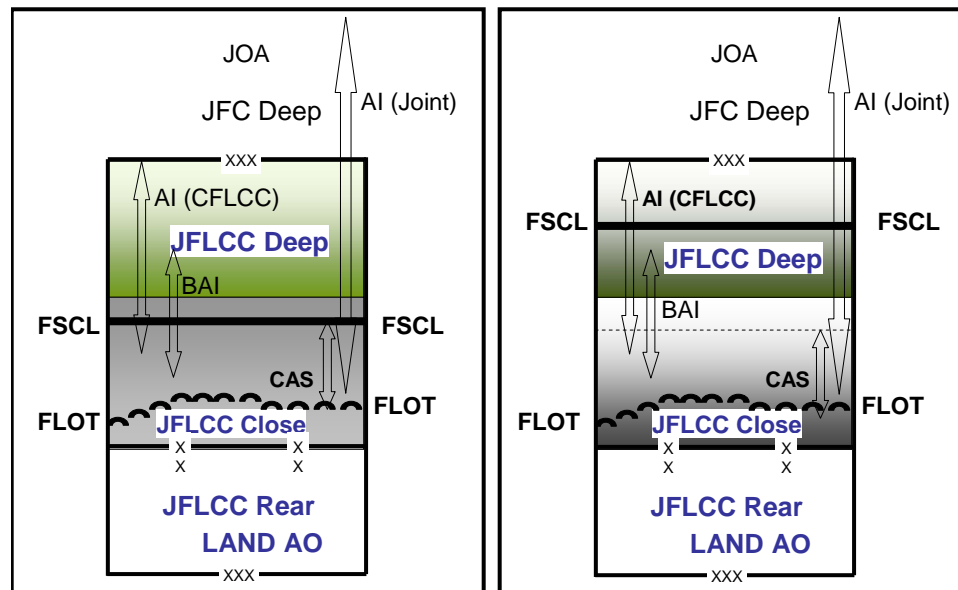 JOA
JFC Deep
AI (Joint)
XXX
AI (CFLCC)
JFLCC Deep
BAI
FSCL
FSCL
CAS
FLOT
FLOT
JFLCC Close
X X
X X
JFLCC Rear
LAND AO
XXX
JOA
JFC Deep
AI (Joint)
XXX
AI (CFLCC)
FSCL
FSCL
JFLCC Deep
BAI
CAS
FLOT
FLOT
JFLCC Close
X X
X X
JFLCC Rear
LAND AO
XXX